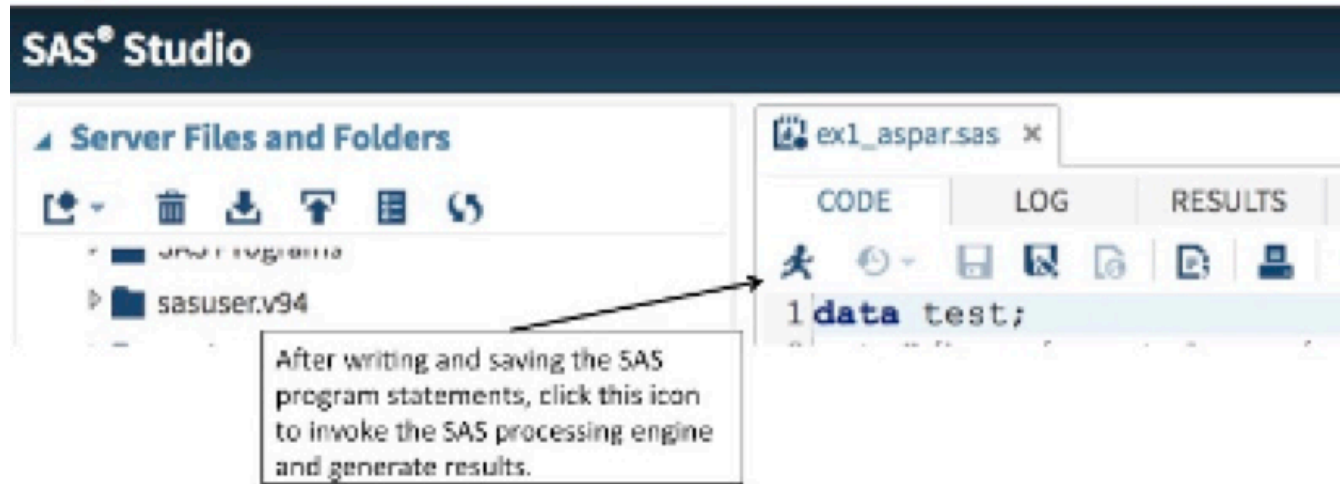 SAS® Studio
Server Files and Folders
sasuser.v94
ex1_aspar.sas
CODE LOG RESULTS
1 data test;
After writing and saving the SAS
program statements, click this icon
to invoke the SAS processing engine
and generate results.